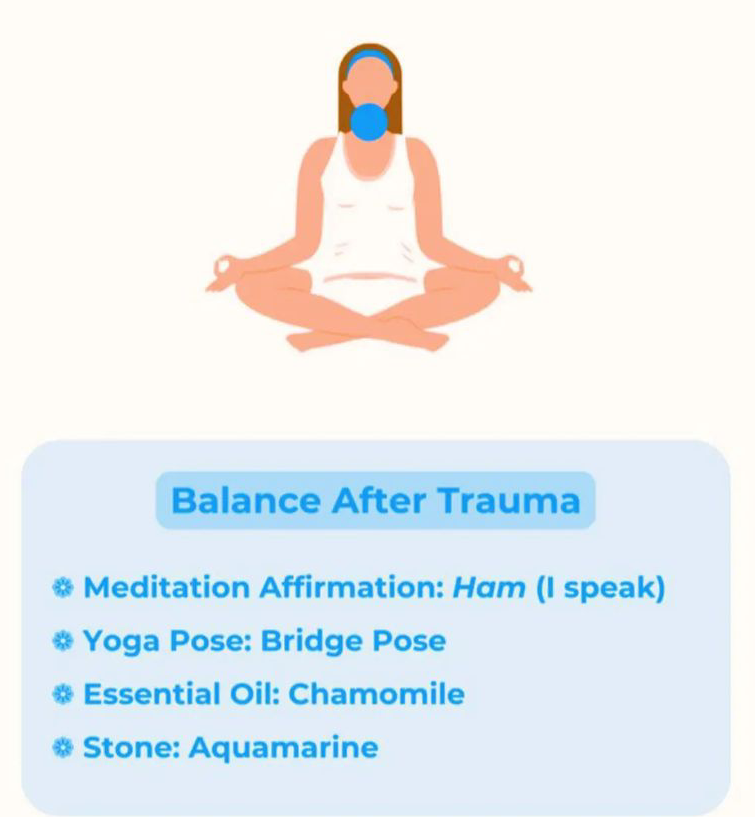 Balance After Trauma
Meditation Affirmation: Ham (I speak)
Yoga Pose: Bridge Pose
Essential Oil: Chamomile
Stone: Aquamarine